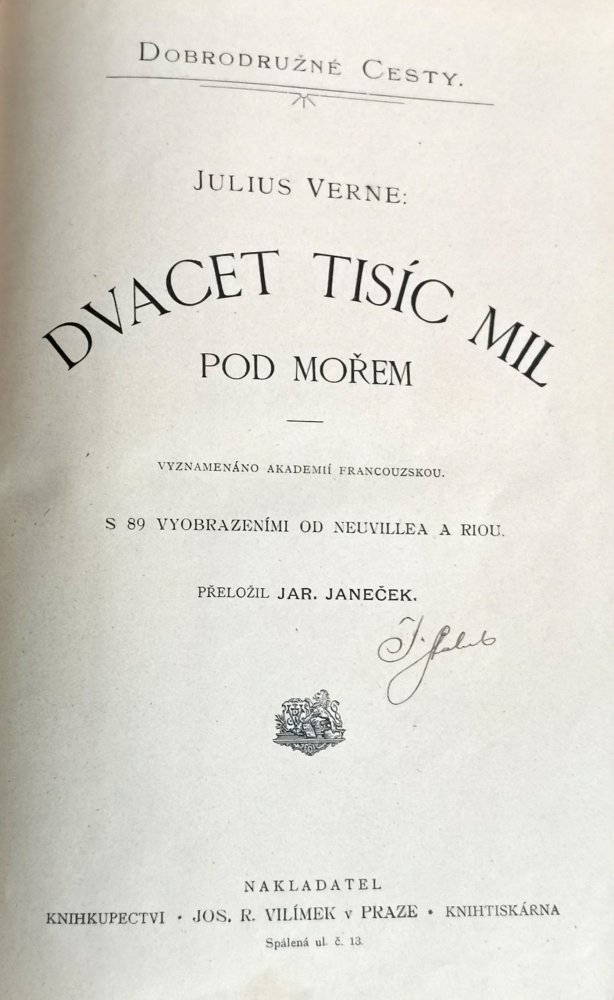 DOBRODRUŽNÉ CESTY.
JULIUS VERNE:
DVACET TISÍC MIL
POD MOŘEM
VYZNAMENÁNO AKADEMIÍ FRANCOUZSKOU.
S 89 VYOBRAZENÍMI OD NEUVILLEA A RIOU.
PŘELOŽIL JAR. JANEČEK.
NAKLADATEL
KNIHKUPECTVI • JOS. R. VILÍMEK v PRAZE • KNIHTISKÁRNA
Spálená ul. č. 13.